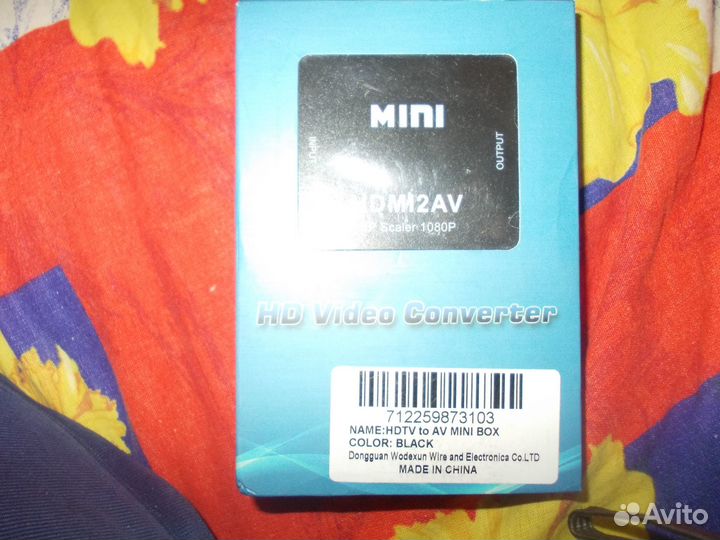 MINI
OUTPUT
HDMI2AV
Scaler 1080P
HD Video Converter
712259873103
NAME:HDTV to AV MINI BOX
COLOR: BLACK
Dongguan Wodexun Wire and Electronica Co.LTD
MADE IN CHINA
Avito